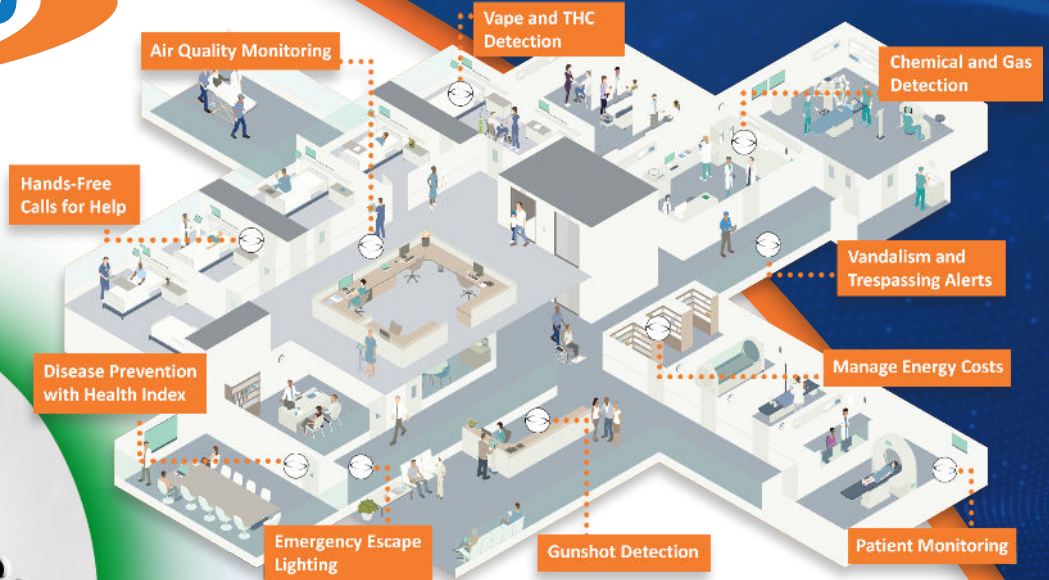 Vape and THC
Detection
Air Quality Monitoring
Chemical and Gas
Detection
Hands-Free
Calls for Help
Vandalism and
Trespassing Alerts
Disease Prevention
with Health Index
Manage Energy Costs
Emergency Escape
Lighting
Gunshot Detection
Patient Monitoring